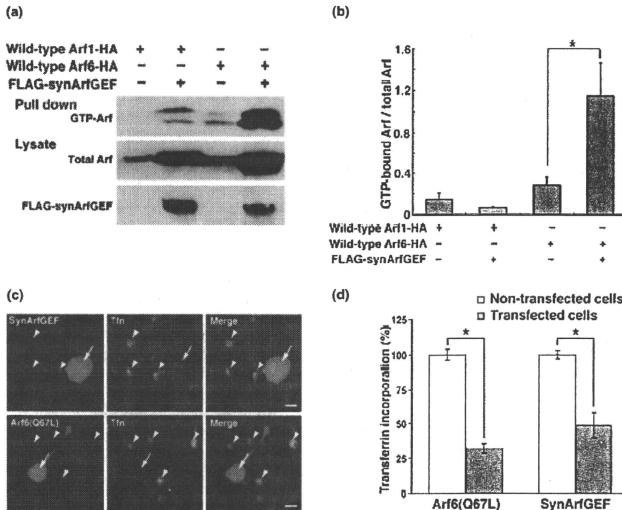 (a)
Wild-type Arf1-HA + + − −
Wild-type Arf6-HA − − + +
FLAG-synArfGEF − + − +
Pull down
GTP-Arf
Lysate
Total Arf
FLAG-synArfGEF
(b)
GTP-bound Arf / total Arf
1.6
1.2
0.8
0.4
0
*
Wild-type Arf1-HA + + − −
Wild-type Arf6-HA − − + +
FLAG-synArfGEF − + − +
(c)
SynArfGEF
Tfn
Merge
Arf6(Q67L)
Tfn
Merge
(d)
Non-transfected cells
Transfected cells
Transferrin incorporation (%)
125
100
75
50
25
0
*
*
Arf6(Q67L)
SynArfGEF